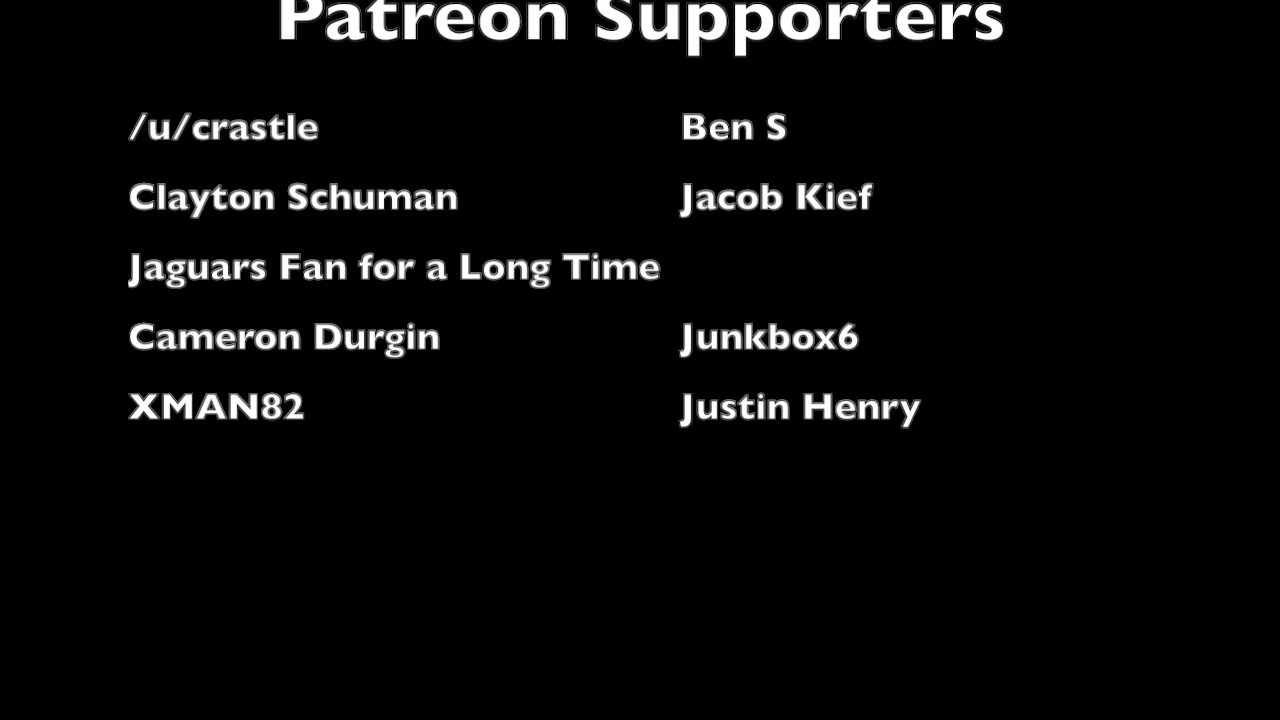 Patreon Supporters
/u/crastle Ben S
Clayton Schuman Jacob Kief
Jaguars Fan for a Long Time
Cameron Durgin Junkbox6
XMAN82 Justin Henry